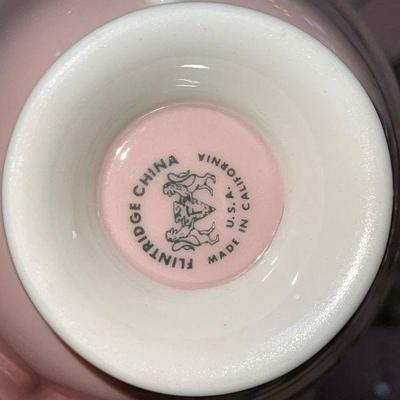 FLINTRIDGE CHINA
U.S.A.
MADE IN CALIFORNIA